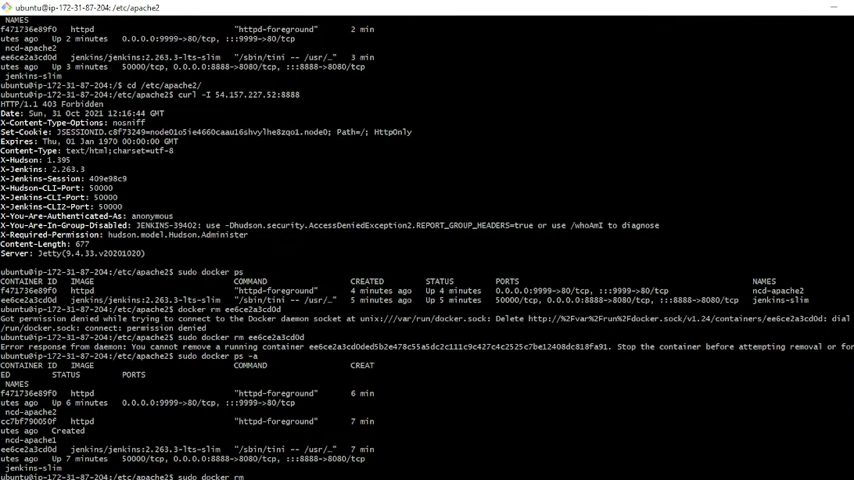 ubuntu@ip-172-31-87-204: /etc/apache2
NAMES
f471736e89f0   httpd                            "httpd-foreground"       2 min
utes ago   Up 2 minutes   0.0.0.0:9999->80/tcp, :::9999->80/tcp
ncd-apache2
ee6ce2a3cd0d   jenkins/jenkins:2.263.3-lts-slim   "/sbin/tini -- /usr/…"   3 min
utes ago   Up 3 minutes   50000/tcp, 0.0.0.0:8888->8080/tcp, :::8888->8080/tcp
jenkins-slim
ubuntu@ip-172-31-87-204:/$ cd /etc/apache2/
ubuntu@ip-172-31-87-204:/etc/apache2$ curl -I 54.157.227.52:8888
HTTP/1.1 403 Forbidden
Date: Sun, 31 Oct 2021 12:16:44 GMT
X-Content-Type-Options: nosniff
Set-Cookie: JSESSIONID.c8f73249=node01o5ie4660caau16shvylhe8zqo1.node0; Path=/; HttpOnly
Expires: Thu, 01 Jan 1970 00:00:00 GMT
Content-Type: text/html;charset=utf-8
X-Hudson: 1.395
X-Jenkins: 2.263.3
X-Jenkins-Session: 409e98c9
X-Hudson-CLI-Port: 50000
X-Jenkins-CLI-Port: 50000
X-Jenkins-CLI2-Port: 50000
X-You-Are-Authenticated-As: anonymous
X-You-Are-In-Group-Disabled: JENKINS-39402: use -Dhudson.security.AccessDeniedException2.REPORT_GROUP_HEADERS=true or use /whoAmI to diagnose
X-Required-Permission: hudson.model.Hudson.Administer
Content-Length: 677
Server: Jetty(9.4.33.v20201020)
ubuntu@ip-172-31-87-204:/etc/apache2$ sudo docker ps
CONTAINER ID   IMAGE   COMMAND   CREATED   STATUS   PORTS   NAMES
f471736e89f0   httpd   "httpd-foreground"   4 minutes ago   Up 4 minutes   0.0.0.0:9999->80/tcp, :::9999->80/tcp   ncd-apache2
ee6ce2a3cd0d   jenkins/jenkins:2.263.3-lts-slim   "/sbin/tini -- /usr/…"   5 minutes ago   Up 5 minutes   50000/tcp, 0.0.0.0:8888->8080/tcp, :::8888->8080/tcp   jenkins-slim
ubuntu@ip-172-31-87-204:/etc/apache2$ docker rm ee6ce2a3cd0d
Got permission denied while trying to connect to the Docker daemon socket at unix:///var/run/docker.sock: Delete http://%2Fvar%2Frun%2Fdocker.sock/v1.24/containers/ee6ce2a3cd0d: dial
/run/docker.sock: connect: permission denied
ubuntu@ip-172-31-87-204:/etc/apache2$ sudo docker rm ee6ce2a3cd0d
Error response from daemon: You cannot remove a running container ee6ce2a3cd0ded5b2e478c55a5dc2c111c9c427c4c2525c7be12408dc818fa91. Stop the container before attempting removal or for
ubuntu@ip-172-31-87-204:/etc/apache2$ sudo docker ps -a
CONTAINER ID   IMAGE   COMMAND   CREAT
ED   STATUS   PORTS
NAMES
f471736e89f0   httpd   "httpd-foreground"   6 min
utes ago   Up 6 minutes   0.0.0.0:9999->80/tcp, :::9999->80/tcp
ncd-apache2
cc7bf790050f   httpd   "httpd-foreground"   7 min
utes ago   Created
ncd-apache1
ee6ce2a3cd0d   jenkins/jenkins:2.263.3-lts-slim   "/sbin/tini -- /usr/…"   7 min
utes ago   Up 7 minutes   50000/tcp, 0.0.0.0:8888->8080/tcp, :::8888->8080/tcp
jenkins-slim
ubuntu@ip-172-31-87-204:/etc/apache2$ sudo docker rm